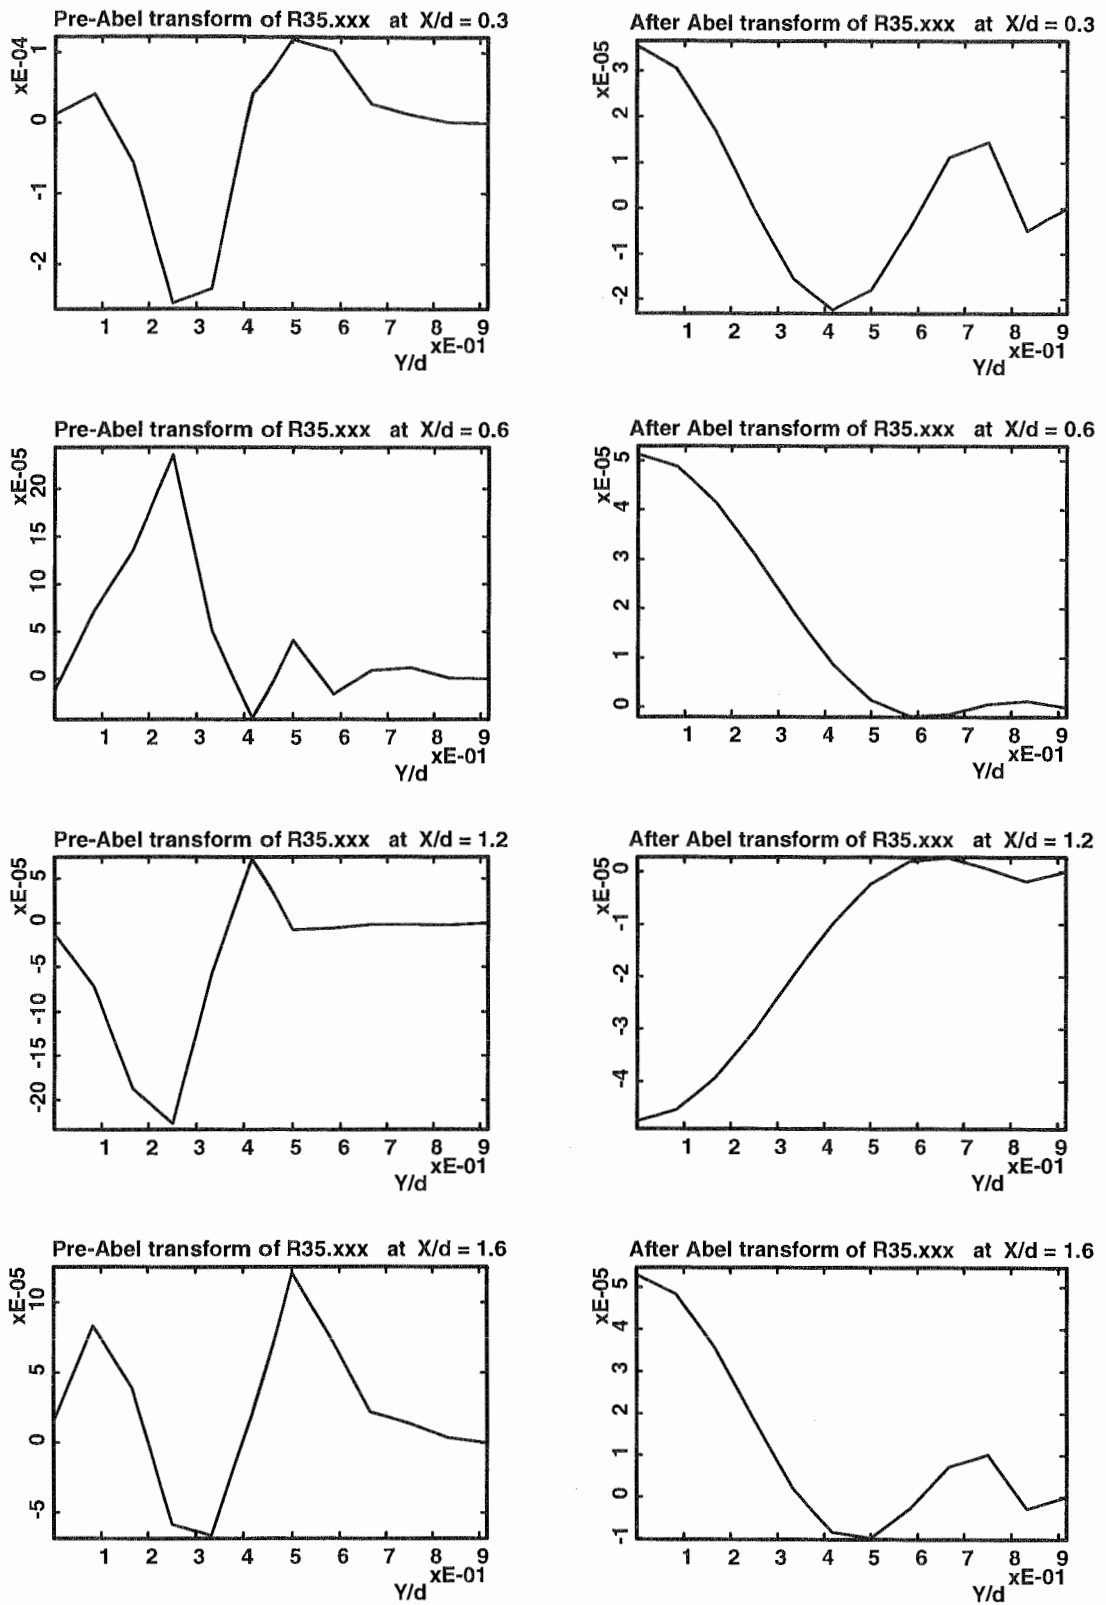 Pre-Abel transform of R35.xxx at X/d = 0.3
xE-04
1
0
-1
-2
1 2 3 4 5 6 7 8 9
xE-01
Y/d
After Abel transform of R35.xxx at X/d = 0.3
xE-05
3
2
1
0
-1
-2
1 2 3 4 5 6 7 8 9
xE-01
Y/d
Pre-Abel transform of R35.xxx at X/d = 0.6
xE-05
20
15
10
5
0
1 2 3 4 5 6 7 8 9
xE-01
Y/d
After Abel transform of R35.xxx at X/d = 0.6
xE-05
5
4
3
2
1
0
1 2 3 4 5 6 7 8 9
xE-01
Y/d
Pre-Abel transform of R35.xxx at X/d = 1.2
xE-05
5
0
-5
-10
-15
-20
1 2 3 4 5 6 7 8 9
xE-01
Y/d
After Abel transform of R35.xxx at X/d = 1.2
xE-05
0
-1
-2
-3
-4
1 2 3 4 5 6 7 8 9
xE-01
Y/d
Pre-Abel transform of R35.xxx at X/d = 1.6
xE-05
10
5
0
-5
1 2 3 4 5 6 7 8 9
xE-01
Y/d
After Abel transform of R35.xxx at X/d = 1.6
xE-05
5
4
3
2
1
0
-1
1 2 3 4 5 6 7 8 9
xE-01
Y/d